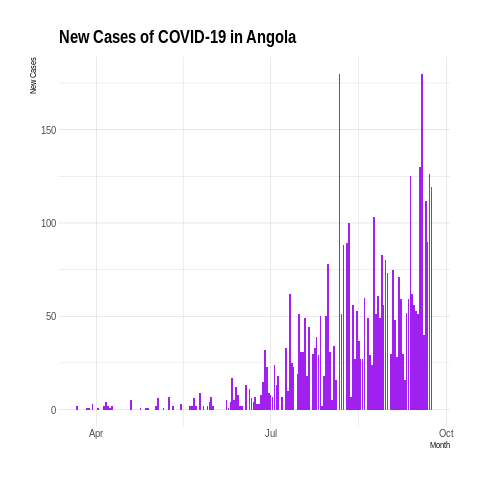 New Cases of COVID-19 in Angola
New Cases
150
100
50
0
Apr
Jul
Oct
Month